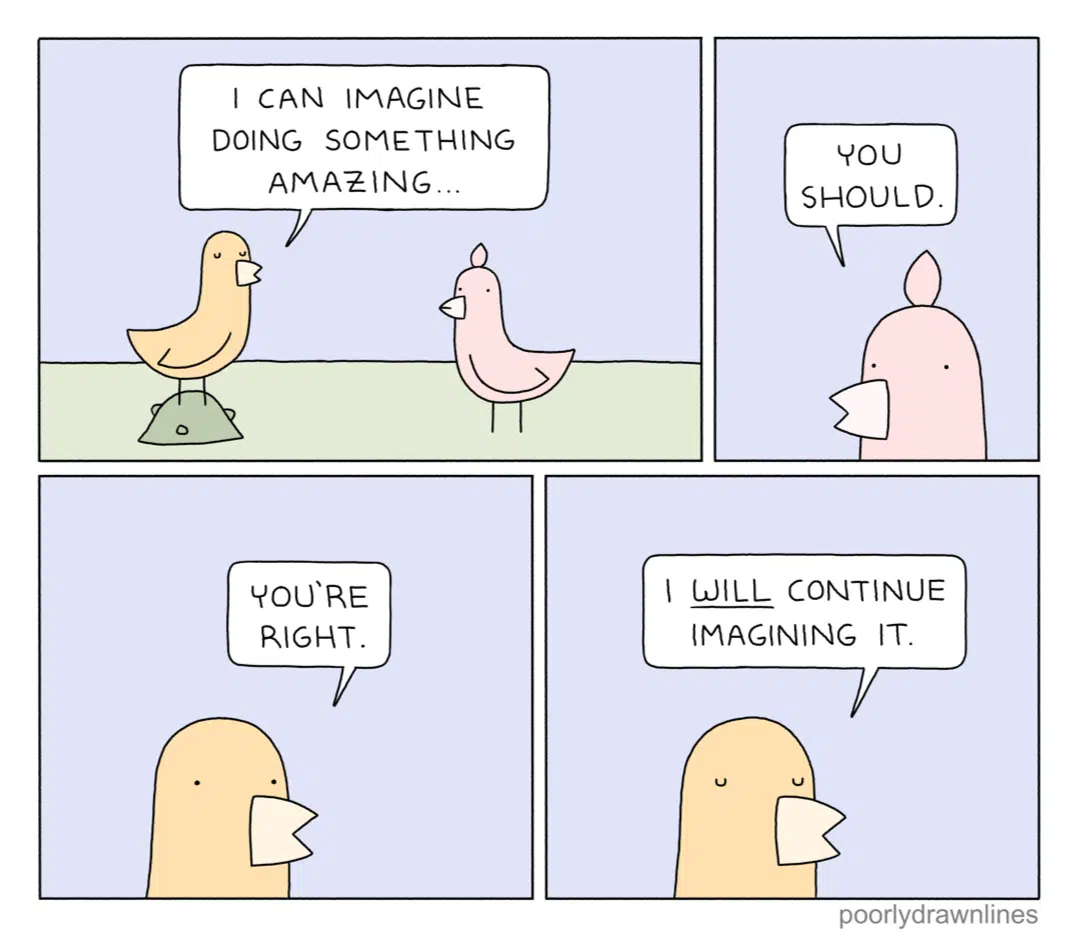 I CAN IMAGINE
DOING SOMETHING
AMAZING...
YOU
SHOULD.
YOU'RE
RIGHT.
I WILL CONTINUE
IMAGINING IT.
poorlydrawnlines